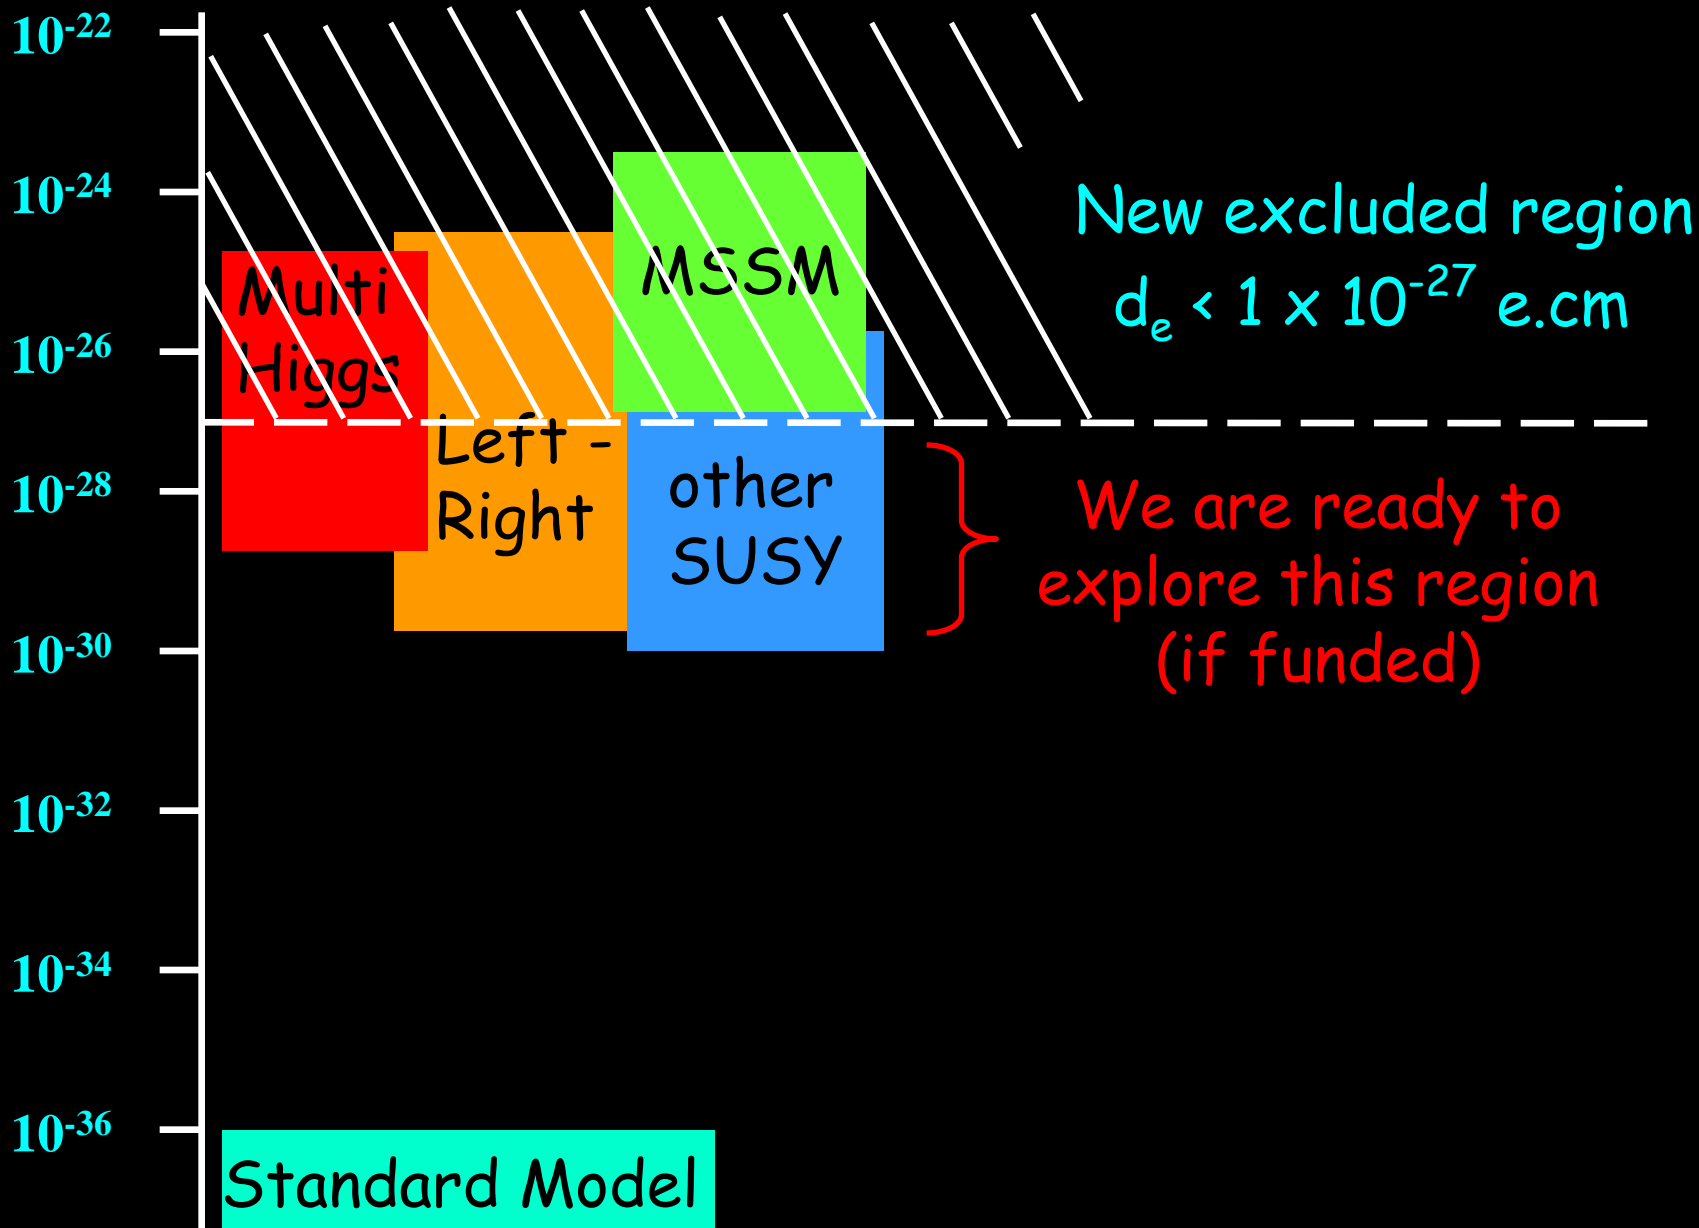 10-22
10-24
10-26
10-28
10-30
10-32
10-34
10-36
Multi
Higgs
Left -
Right
MSSM
other
SUSY
Standard Model
New excluded region
de < 1 x 10-27 e.cm
We are ready to
explore this region
(if funded)